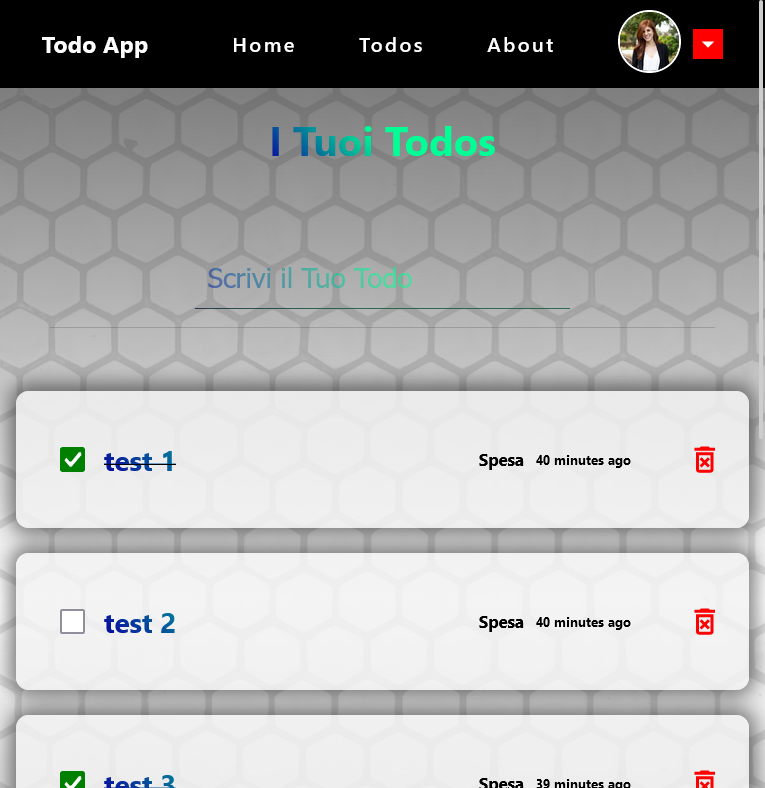 Todo App Home Todos About
I Tuoi Todos
Scrivi il Tuo Todo
test 1 Spesa 40 minutes ago
test 2 Spesa 40 minutes ago
test 3 Spesa 39 minutes ago